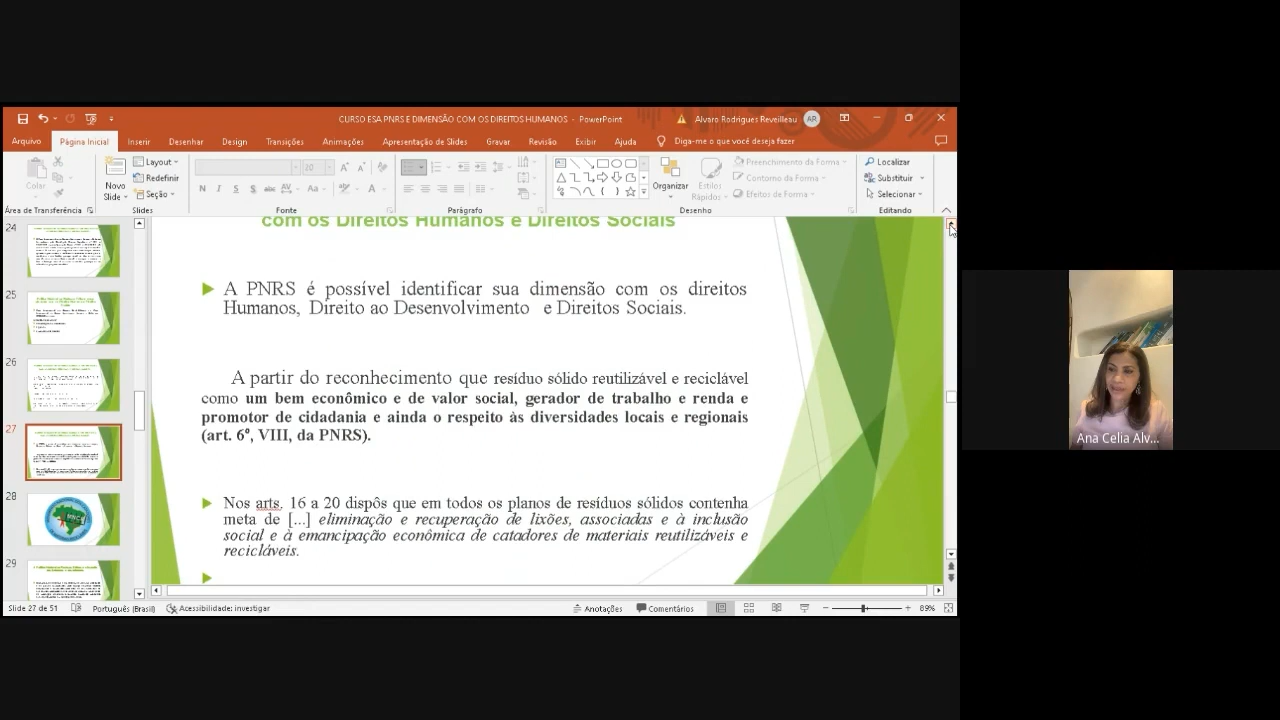 CURSO ESA PNRS E DIMENSÃO COM OS DIREITOS HUMANOS - PowerPoint
Alvaro Rodrigues Reveilleau
AR
Arquivo
Página Inicial
Inserir
Desenhar
Design
Transições
Animações
Apresentação de Slides
Gravar
Revisão
Exibir
Ajuda
Diga-me o que você deseja fazer
Colar
Novo
Slide
Layout
Redefinir
Seção
20
N I S S
Aa
A
Organizar
Estilos
Rápidos
Preenchimento da Forma
Contorno da Forma
Efeitos de Forma
Localizar
Substituir
Selecionar
Área de Transferência
Slides
Fonte
Parágrafo
Desenho
Editando
24
25
26
27
28
29
com os Direitos Humanos e Direitos Sociais
A PNRS é possível identificar sua dimensão com os direitos
Humanos, Direito ao Desenvolvimento e Direitos Sociais.
A partir do reconhecimento que resíduo sólido reutilizável e reciclável
como um bem econômico e de valor social, gerador de trabalho e renda e
promotor de cidadania e ainda o respeito às diversidades locais e regionais
(art. 6º, VIII, da PNRS).
Nos arts. 16 a 20 dispôs que em todos os planos de resíduos sólidos contenha
meta de [...] eliminação e recuperação de lixões, associadas e à inclusão
social e à emancipação econômica de catadores de materiais reutilizáveis e
recicláveis.
Slide 27 de 51
Português (Brasil)
Acessibilidade: investigar
Anotações
Comentários
89%
Ana Celia Alv...